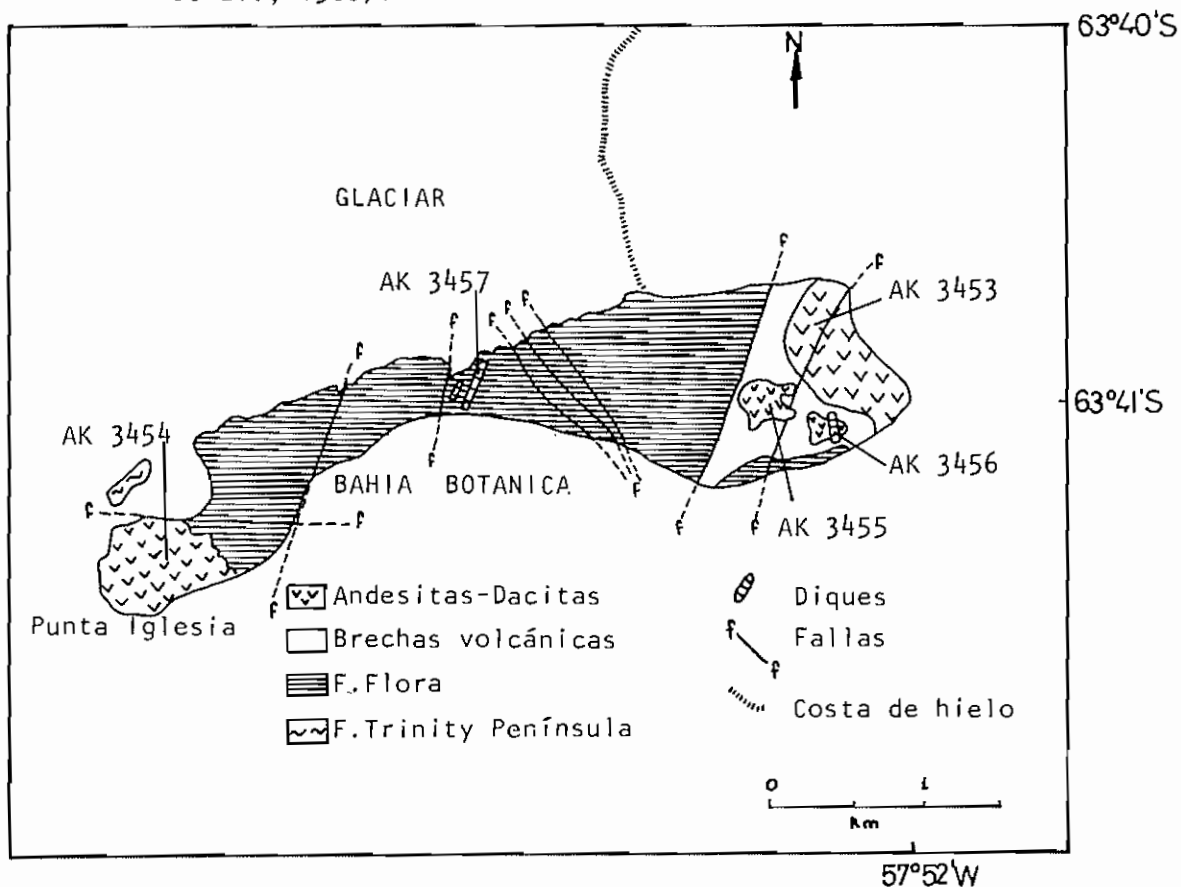 63°40'S
N
GLACIAR
f
f
AK 3457
AK 3453
f
f
f
f
f
63°41'S
AK 3454
f
AK 3456
BAHIA BOTANICA
f
f
f
f
f
AK 3455
f
Andesitas-Dacitas
Diques
Punta Iglesia
Brechas volcánicas
f
f
Fallas
F.Flora
Costa de hielo
F.Trinity Península
0 1
Km
57°52'W